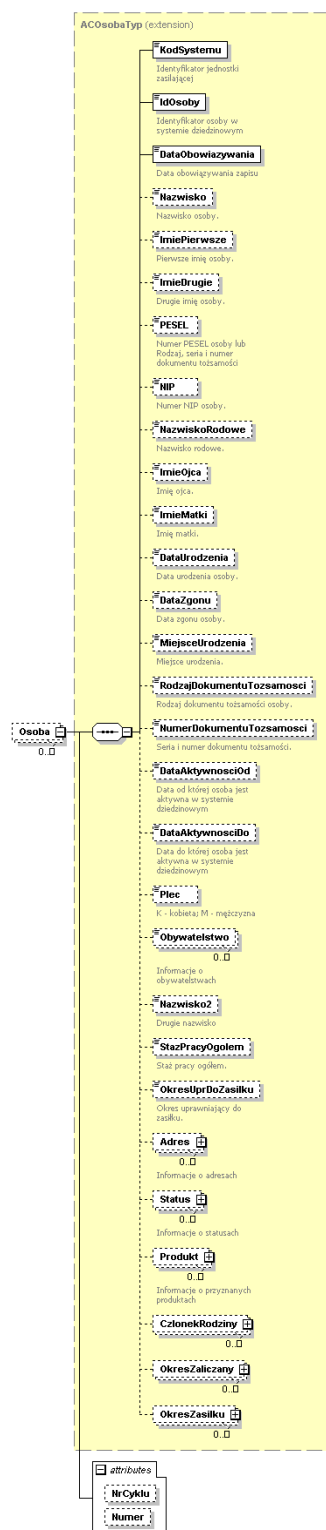 ACOsobaTyp (extension)
KodSystemu
Identyfikator jednostki
zasilającej
IdOsoby
Identyfikator osoby w
systemie dziedzinowym
DataObowiazywania
Data obowiązywania zapisu
Nazwisko
Nazwisko osoby.
ImiePierwsze
Pierwsze imię osoby.
ImieDrugie
Drugie imię osoby.
PESEL
Numer PESEL osoby lub
Rodzaj, seria i numer
dokumentu tożsamości
NIP
Numer NIP osoby.
NazwiskoRodowe
Nazwisko rodowe.
ImieOjca
Imię ojca.
ImieMatki
Imię matki.
DataUrodzenia
Data urodzenia osoby.
DataZgonu
Data zgonu osoby.
MiejsceUrodzenia
Miejsce urodzenia.
RodzajDokumentuTozsamosci
Rodzaj dokumentu tożsamości osoby.
Osoba
0..□
NumerDokumentuTozsamosci
Seria i numer dokumentu tożsamości.
DataAktywnosciOd
Data od której osoba jest
aktywna w systemie
dziedzinowym
DataAktywnosciDo
Data do której osoba jest
aktywna w systemie
dziedzinowym
Plec
K - kobieta; M - mężczyzna
Obywatelstwo
0..□
Informacje o
obywatelstwach
Nazwisko2
Drugie nazwisko
StazPracyOgolem
Staż pracy ogółem.
OkresUprDoZasilku
Okres uprawniający do
zasiłku.
Adres
0..□
Informacje o adresach
Status
0..□
Informacje o statusach
Produkt
0..□
Informacje o przyznanych
produktach
CzlonekRodziny
0..□
OkresZaliczany
0..□
OkresZasilku
0..□
attributes
NrCyklu
Numer